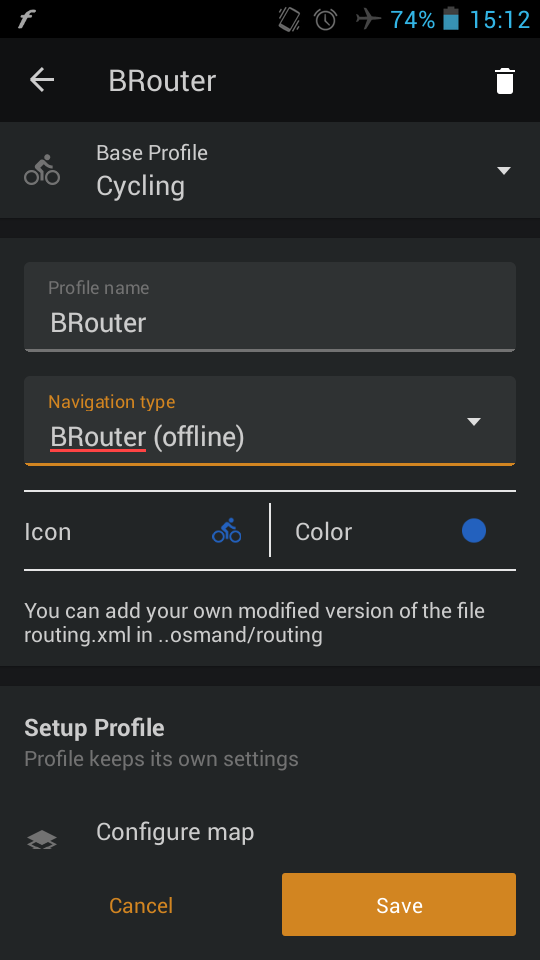 74% 15:12
BRouter
Base Profile
Cycling
Profile name
BRouter
Navigation type
BRouter (offline)
Icon
Color
You can add your own modified version of the file
routing.xml in ..osmand/routing
Setup Profile
Profile keeps its own settings
Configure map
Cancel
Save